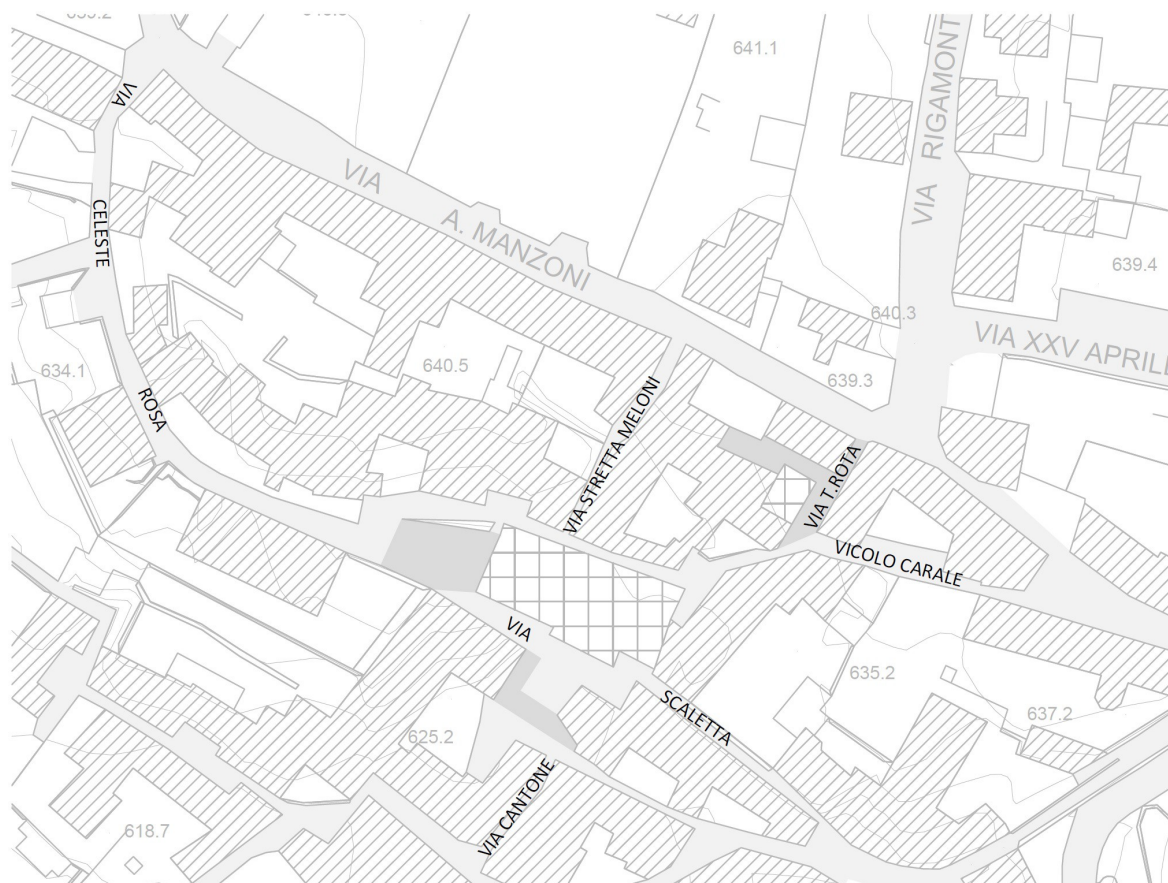 641.1
VIA RIGAMONT
VIA
VIA
A. MANZONI
CELESTE
639.4
640.3
VIA XXV APRILE
634.1
640.5
639.3
ROSA
VIA STRETTA MELONI
VIA T.ROTA
VICOLO CARALE
VIA
SCALETTA
635.2
637.2
625.2
VIA CANTONE
618.7